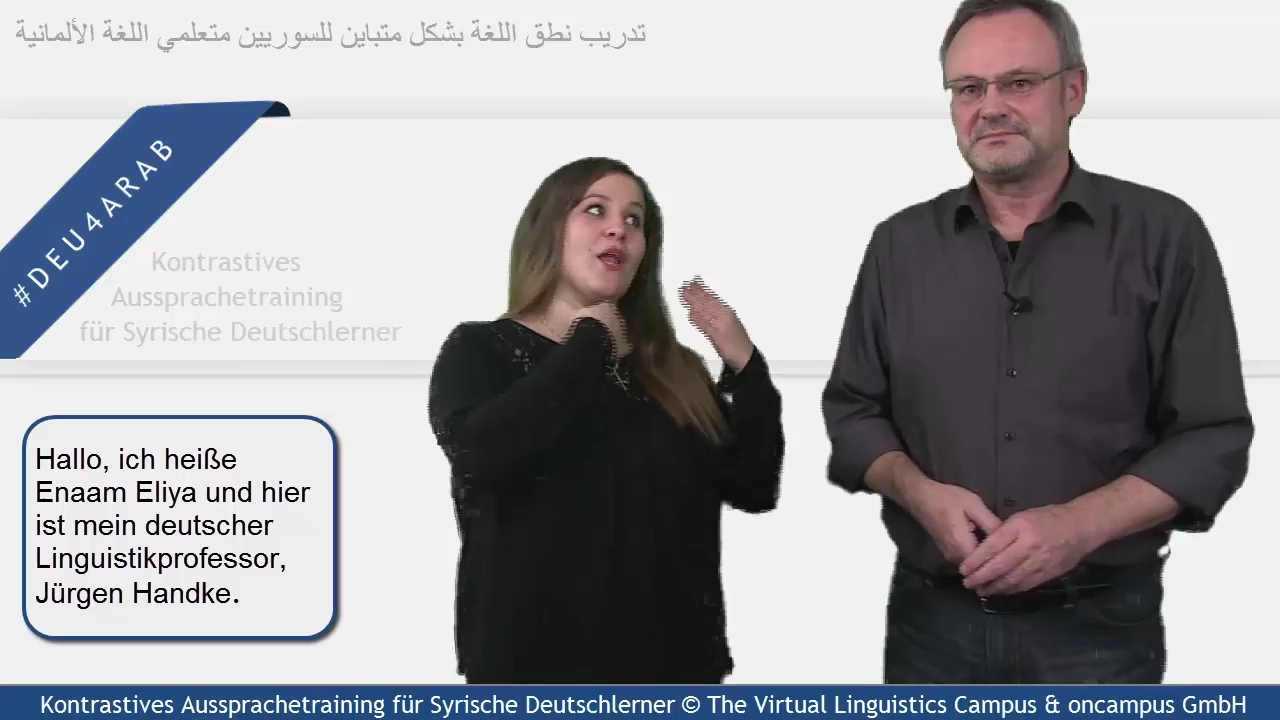 تدريب نطق اللغة بشكل متباين للسوريين متعلمي اللغة الألمانية
#DEU4ARAB
Kontrastives
Aussprachetraining
für Syrische Deutschlerner
Hallo, ich heiße
Enaam Eliya und hier
ist mein deutscher
Linguistikprofessor,
Jürgen Handke.
Kontrastives Aussprachetraining für Syrische Deutschlerner © The Virtual Linguistics Campus & oncampus GmbH